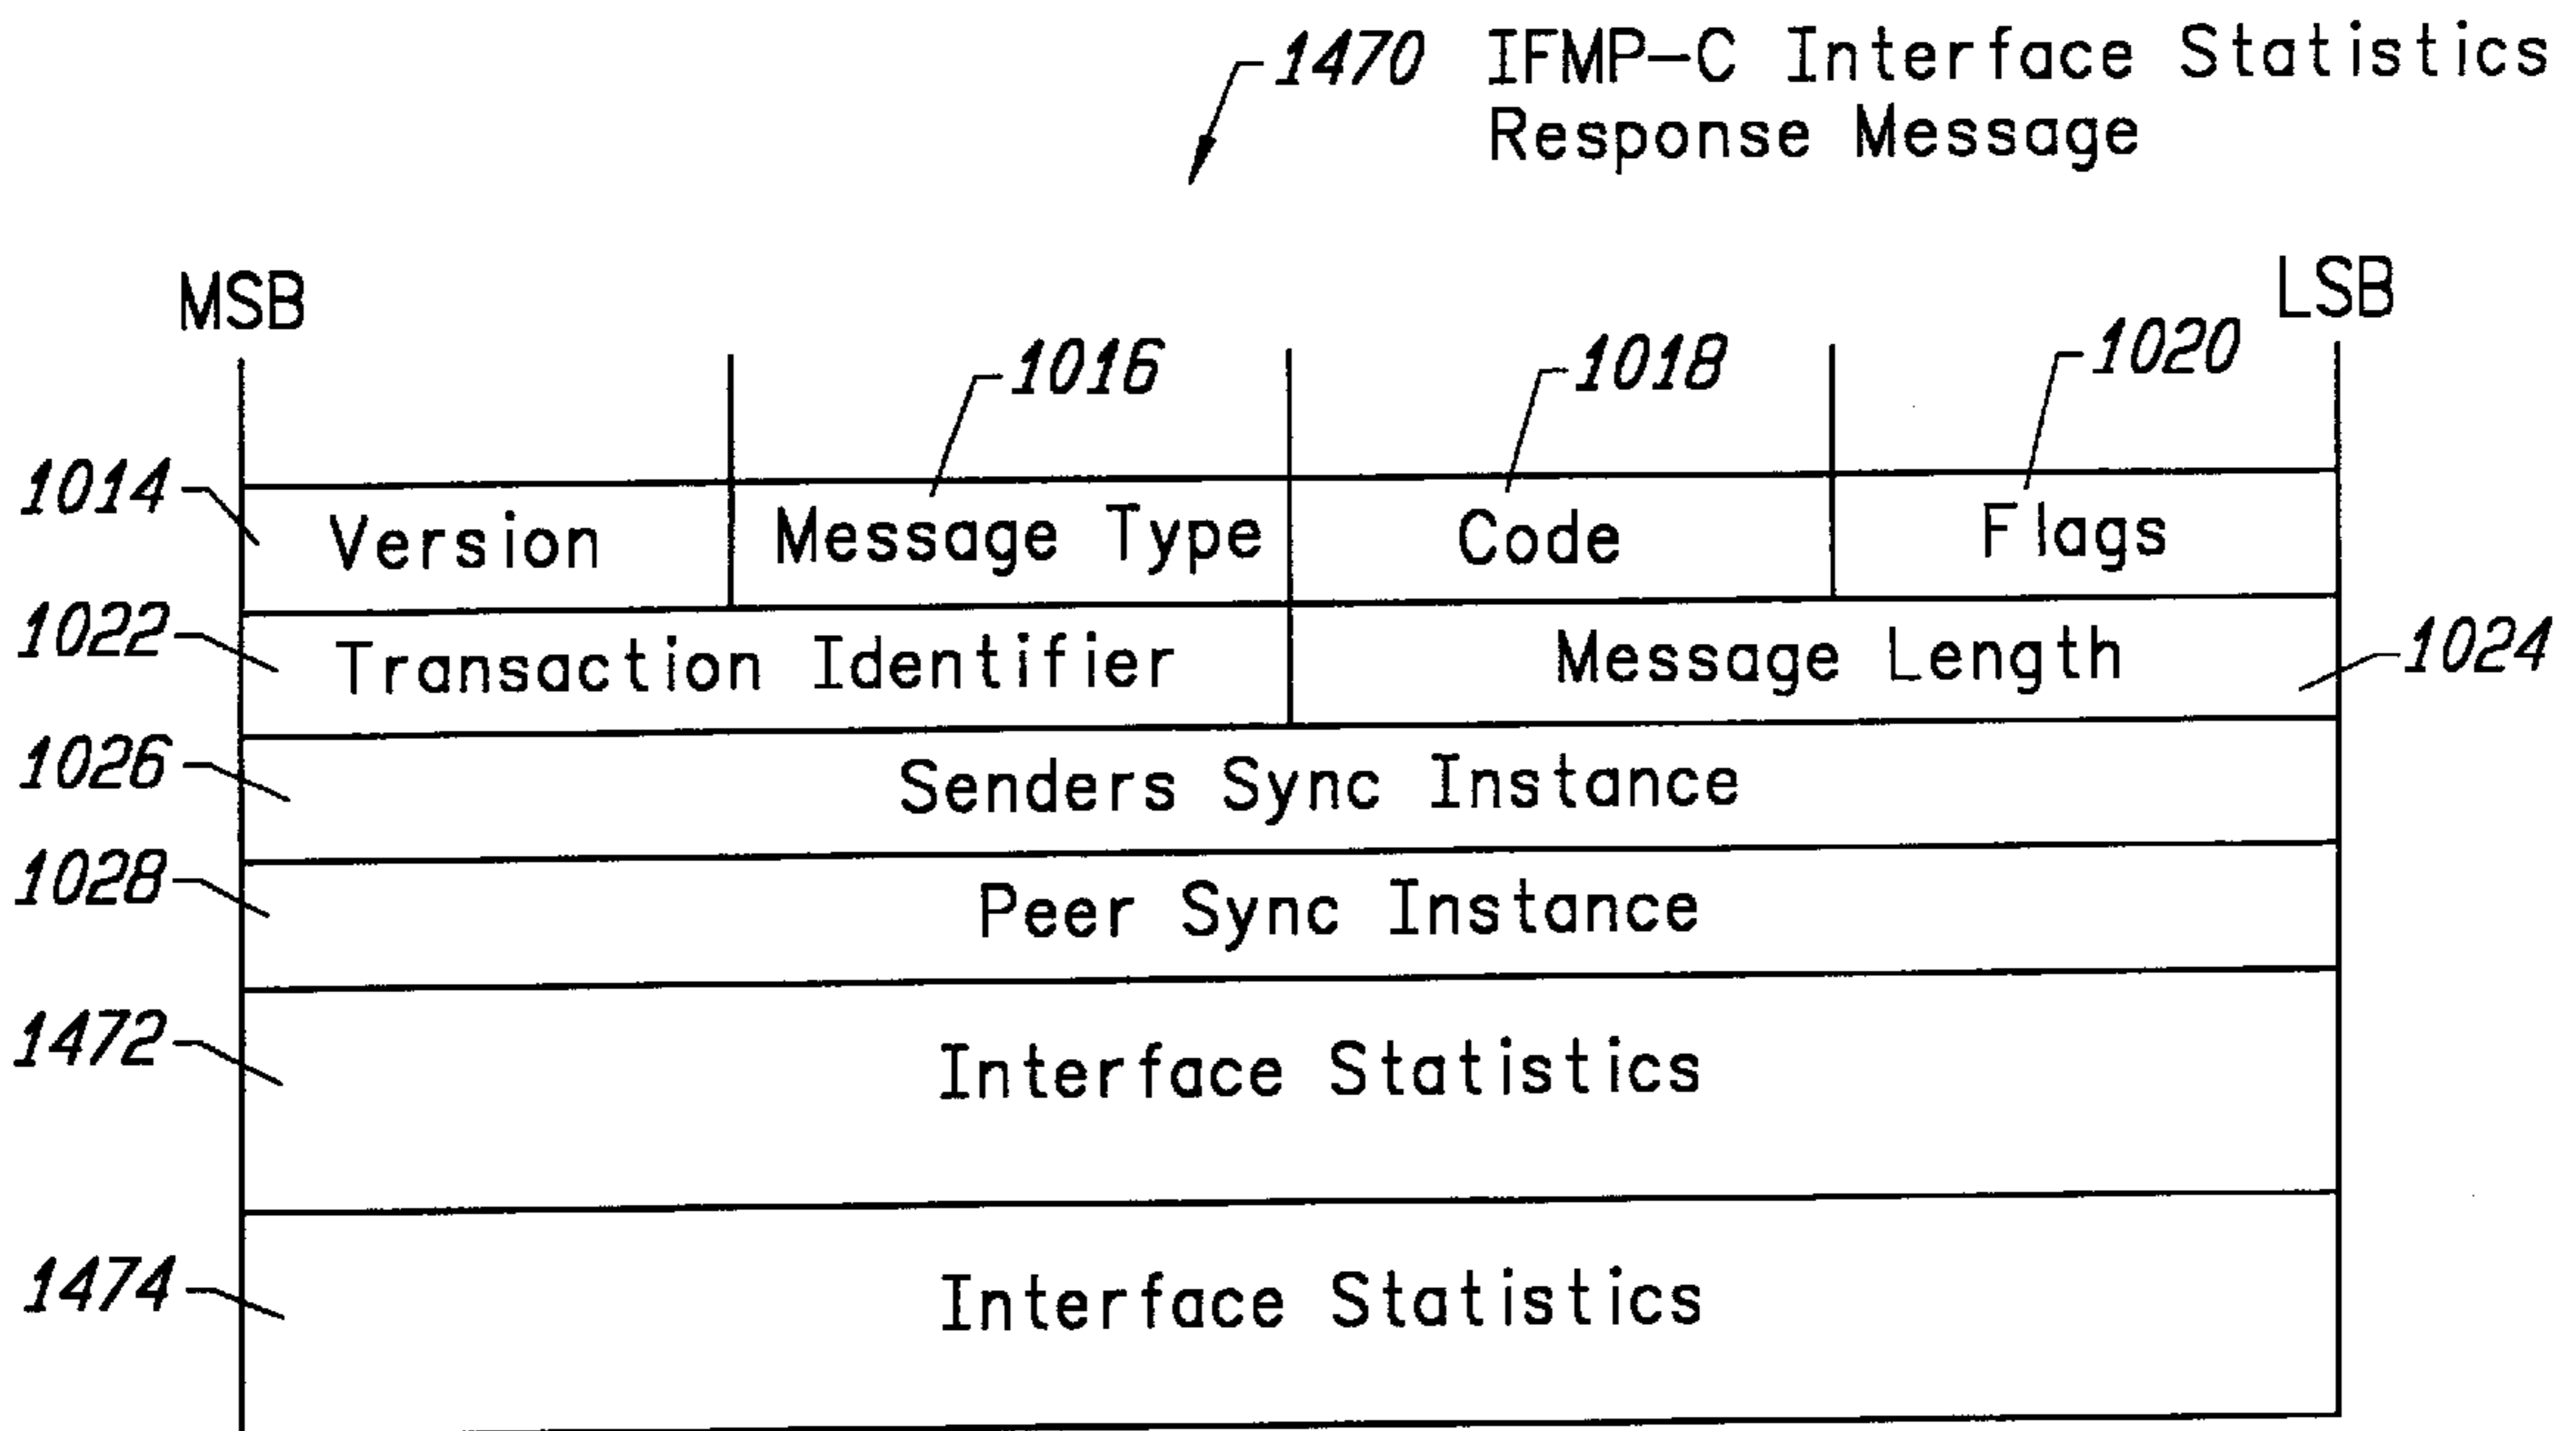 1470 IFMP-C Interface Statistics
Response Message
MSB LSB
1016 1018 1020
1014 Version Message Type Code Flags
1022 Transaction Identifier Message Length 1024
1026 Senders Sync Instance
1028 Peer Sync Instance
1472 Interface Statistics
1474 Interface Statistics